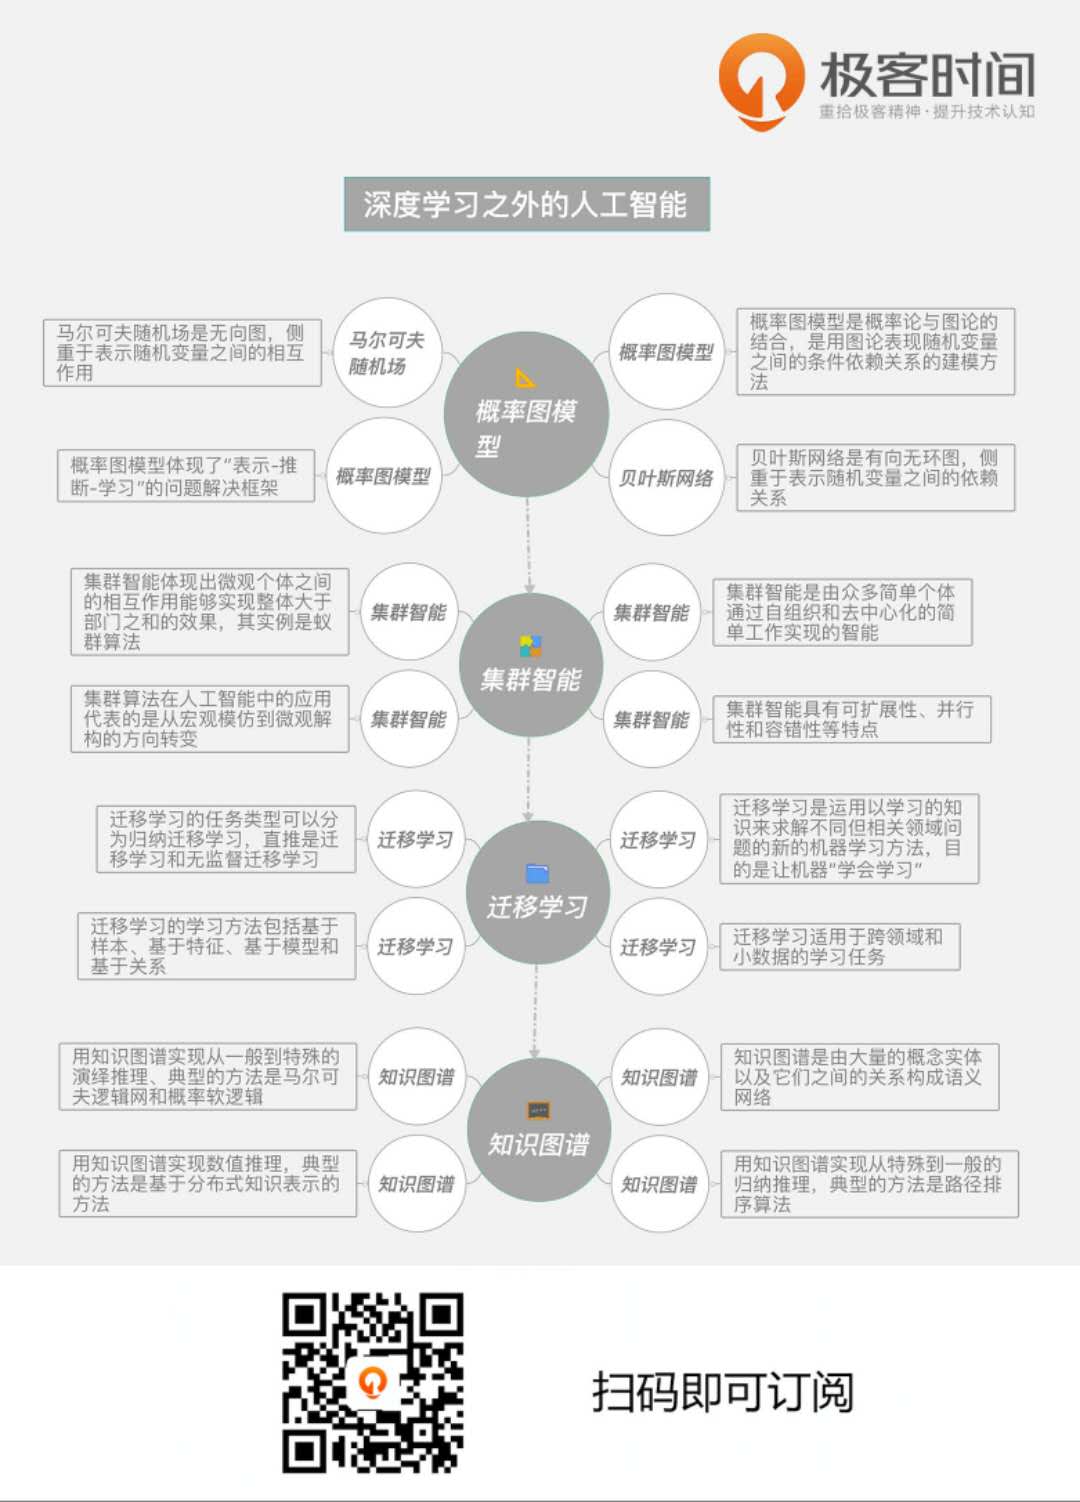 极客时间
重拾极客精神·提升技术认知
深度学习之外的人工智能
马尔可夫随机场是无向图，侧
重于表示随机变量之间的相互
作用
马尔可夫
随机场
概率图模型体现了“表示-推
断-学习”的问题解决框架
概率图模型
概率图模
型
概率图模型
概率图模型是概率论与图论的
结合，是用图论表现随机变量
之间的条件依赖关系的建模方
法
贝叶斯网络
贝叶斯网络是有向无环图，侧
重于表示随机变量之间的依赖
关系
集群智能体现出微观个体之间
的相互作用能够实现整体大于
部门之和的效果，其实例是蚁
群算法
集群智能
集群算法在人工智能中的应用
代表的是从宏观模仿到微观解
构的方向转变
集群智能
集群智能
集群智能
集群智能是由众多简单个体
通过自组织和去中心化的简
单工作实现的智能
集群智能
集群智能具有可扩展性、并行
性和容错性等特点
迁移学习的任务类型可以分
为归纳迁移学习，直推是迁
移学习和无监督迁移学习
迁移学习
迁移学习的学习方法包括基于
样本、基于特征、基于模型和
基于关系
迁移学习
迁移学习
迁移学习
迁移学习是运用以学习的知
识来求解不同但相关领域问
题的新的机器学习方法，目
的是让机器“学会学习”
迁移学习
迁移学习适用于跨领域和
小数据的学习任务
用知识图谱实现从一般到特殊的
演绎推理、典型的方法是马尔可
夫逻辑网和概率软逻辑
知识图谱
用知识图谱实现数值推理，典型
的方法是基于分布式知识表示的
方法
知识图谱
知识图谱
知识图谱
知识图谱是由大量的概念实体
以及它们之间的关系构成语义
网络
知识图谱
用知识图谱实现从特殊到一般的
归纳推理，典型的方法是路径排
序算法
扫码即可订阅